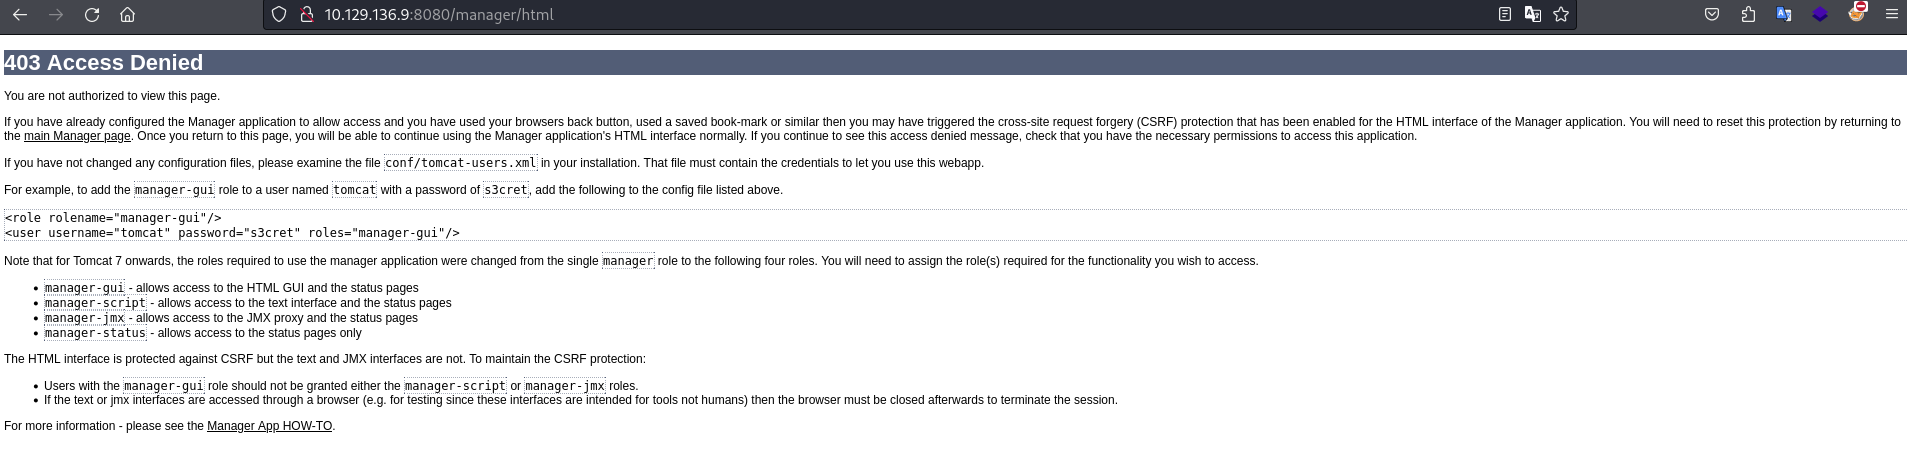 10.129.136.9:8080/manager/html
403 Access Denied
You are not authorized to view this page.
If you have already configured the Manager application to allow access and you have used your browsers back button, used a saved book-mark or similar then you may have triggered the cross-site request forgery (CSRF) protection that has been enabled for the HTML interface of the Manager application. You will need to reset this protection by returning to
the main Manager page. Once you return to this page, you will be able to continue using the Manager application's HTML interface normally. If you continue to see this access denied message, check that you have the necessary permissions to access this application.
If you have not changed any configuration files, please examine the file conf/tomcat-users.xml in your installation. That file must contain the credentials to let you use this webapp.
For example, to add the manager-gui role to a user named tomcat with a password of s3cret, add the following to the config file listed above.
<role rolename="manager-gui"/>
<user username="tomcat" password="s3cret" roles="manager-gui"/>
Note that for Tomcat 7 onwards, the roles required to use the manager application were changed from the single manager role to the following four roles. You will need to assign the role(s) required for the functionality you wish to access.
• manager-gui - allows access to the HTML GUI and the status pages
• manager-script - allows access to the text interface and the status pages
• manager-jmx - allows access to the JMX proxy and the status pages
• manager-status - allows access to the status pages only
The HTML interface is protected against CSRF but the text and JMX interfaces are not. To maintain the CSRF protection:
• Users with the manager-gui role should not be granted either the manager-script or manager-jmx roles.
• If the text or jmx interfaces are accessed through a browser (e.g. for testing since these interfaces are intended for tools not humans) then the browser must be closed afterwards to terminate the session.
For more information - please see the Manager App HOW-TO.